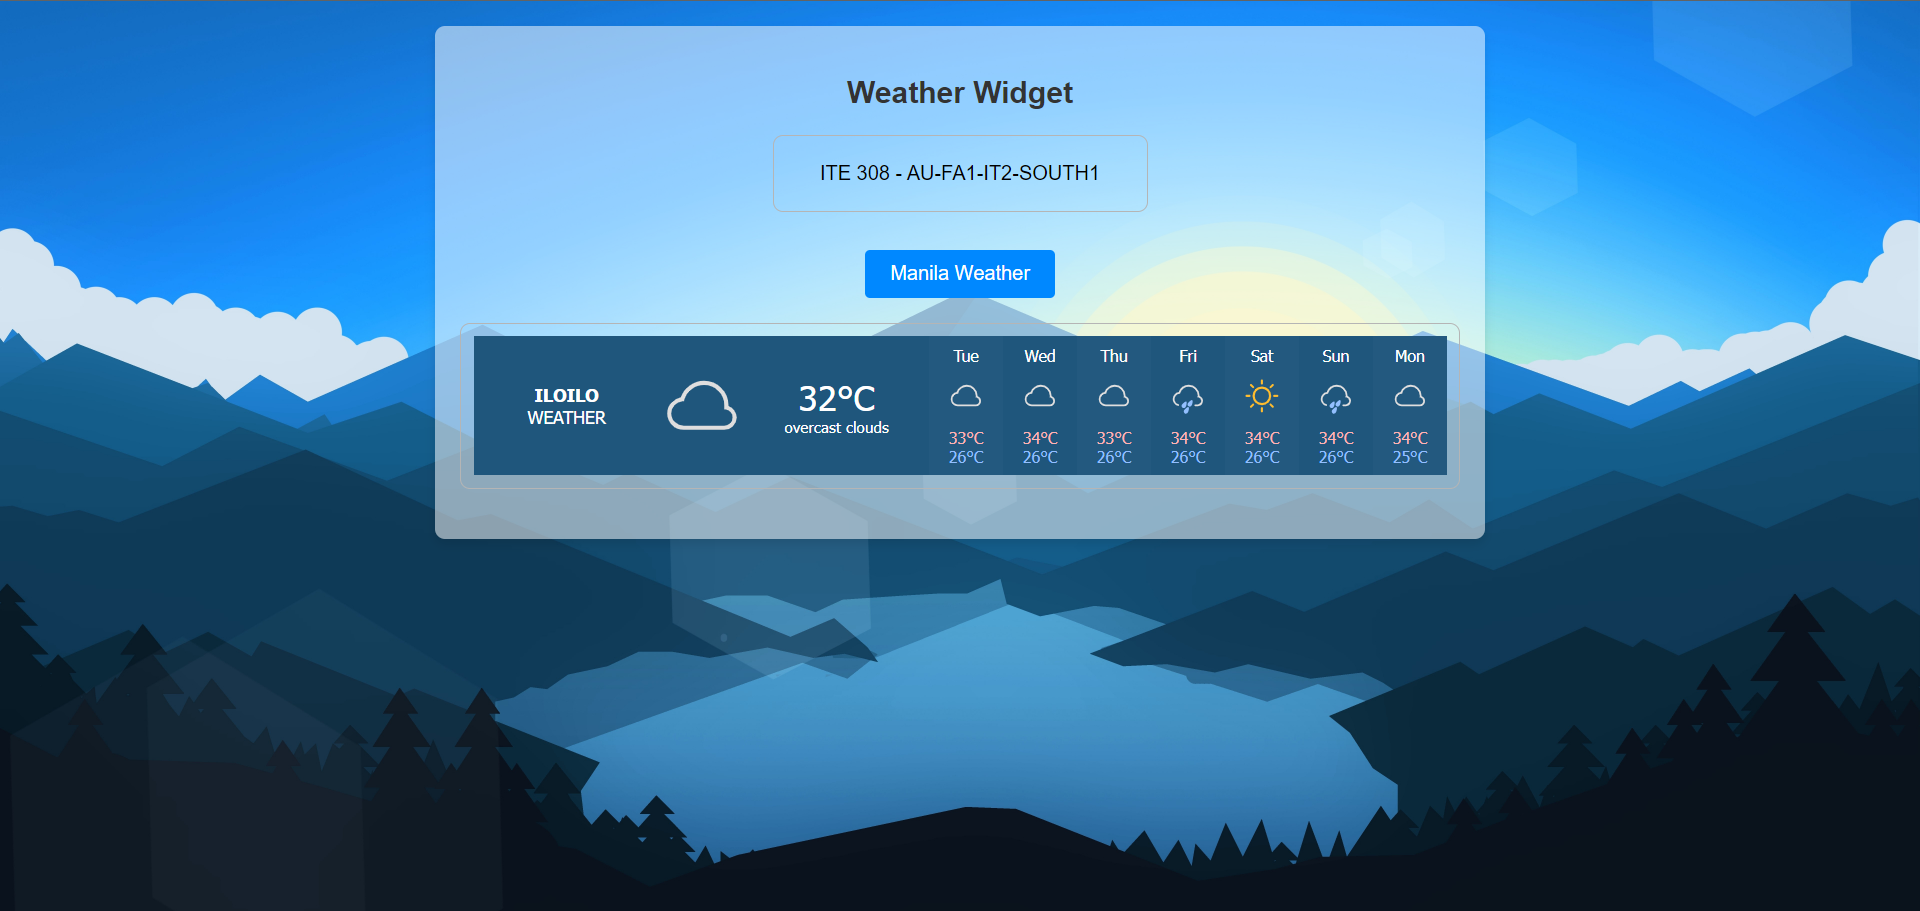 Weather Widget
ITE 308 - AU-FA1-IT2-SOUTH1
Manila Weather
ILOILO
WEATHER
32°C
overcast clouds
Tue Wed Thu Fri Sat Sun Mon
33°C 34°C 33°C 34°C 34°C 34°C 34°C
26°C 26°C 26°C 26°C 26°C 26°C 25°C